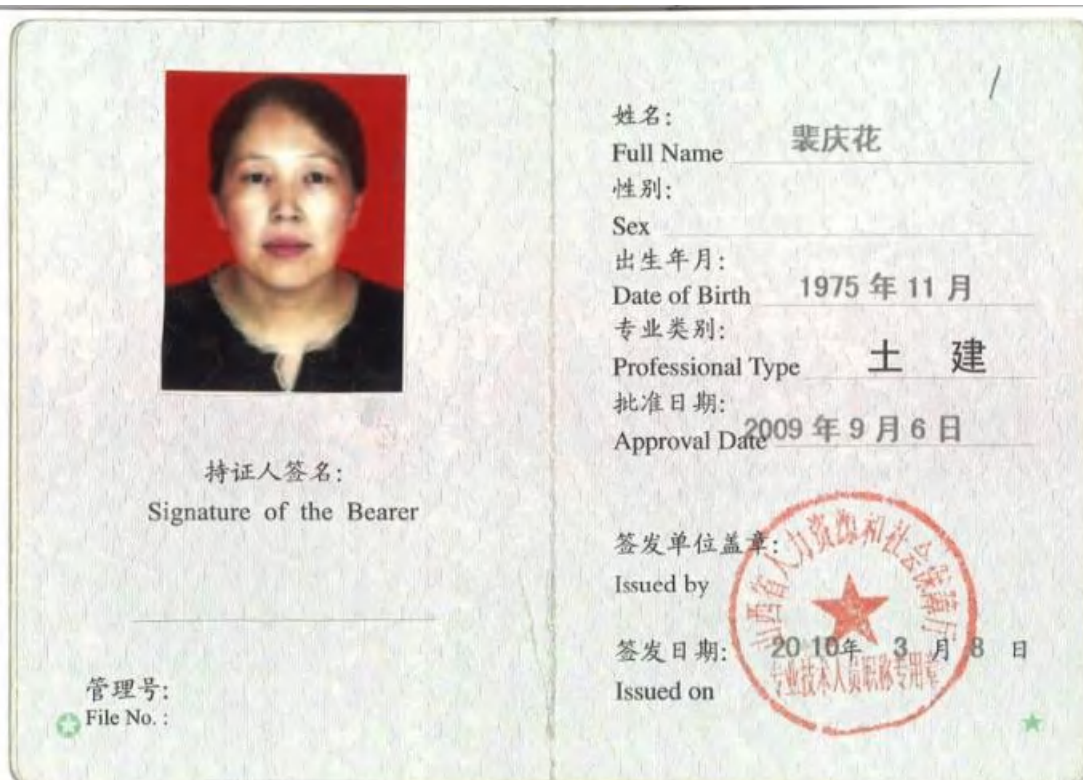 持证人签名:
Signature of the Bearer
管理号:
File No. :
姓名:
Full Name 裴庆花
性别:
Sex
出生年月:
Date of Birth 1975 年 11 月
专业类别:
Professional Type 土 建
批准日期:
Approval Date 2009 年 9 月 6 日
签发单位盖章:
Issued by
山西省人力资源和社会保障厅
专业技术人员职称专用章
签发日期: 2010年 3 月 8 日
Issued on